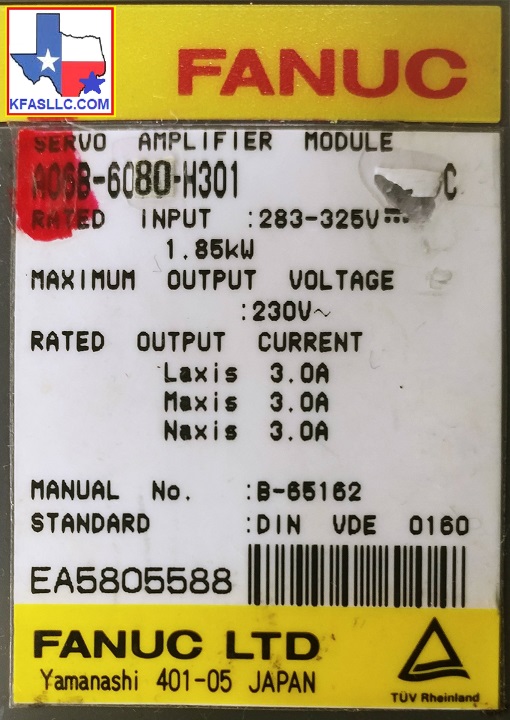 KFASLLC.COM
FANUC
SERVO AMPLIFIER MODULE
A06B-6080-H301 C
RATED INPUT :283-325V⎓
1.85kW
MAXIMUM OUTPUT VOLTAGE
:230V~
RATED OUTPUT CURRENT
Laxis 3.0A
Maxis 3.0A
Naxis 3.0A
MANUAL No. :B-65162
STANDARD :DIN VDE 0160
EA5805588
FANUC LTD
Yamanashi 401-05 JAPAN
TÜV Rheinland